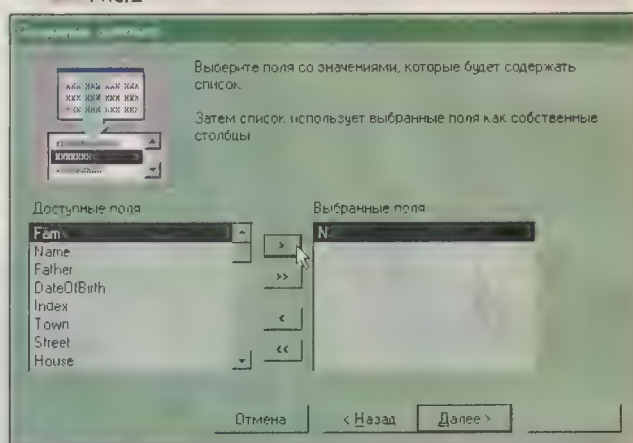 Выберите поля со значениями, которые будет содержать
список.
Затем список использует выбранные поля как собственные
столбцы
Доступные поля
Выбранные поля
Fam
Name
Father
DateOfBirth
Index
Town
Street
House
>
>>
<
<<
N
Отмена
< Назад
Далее >